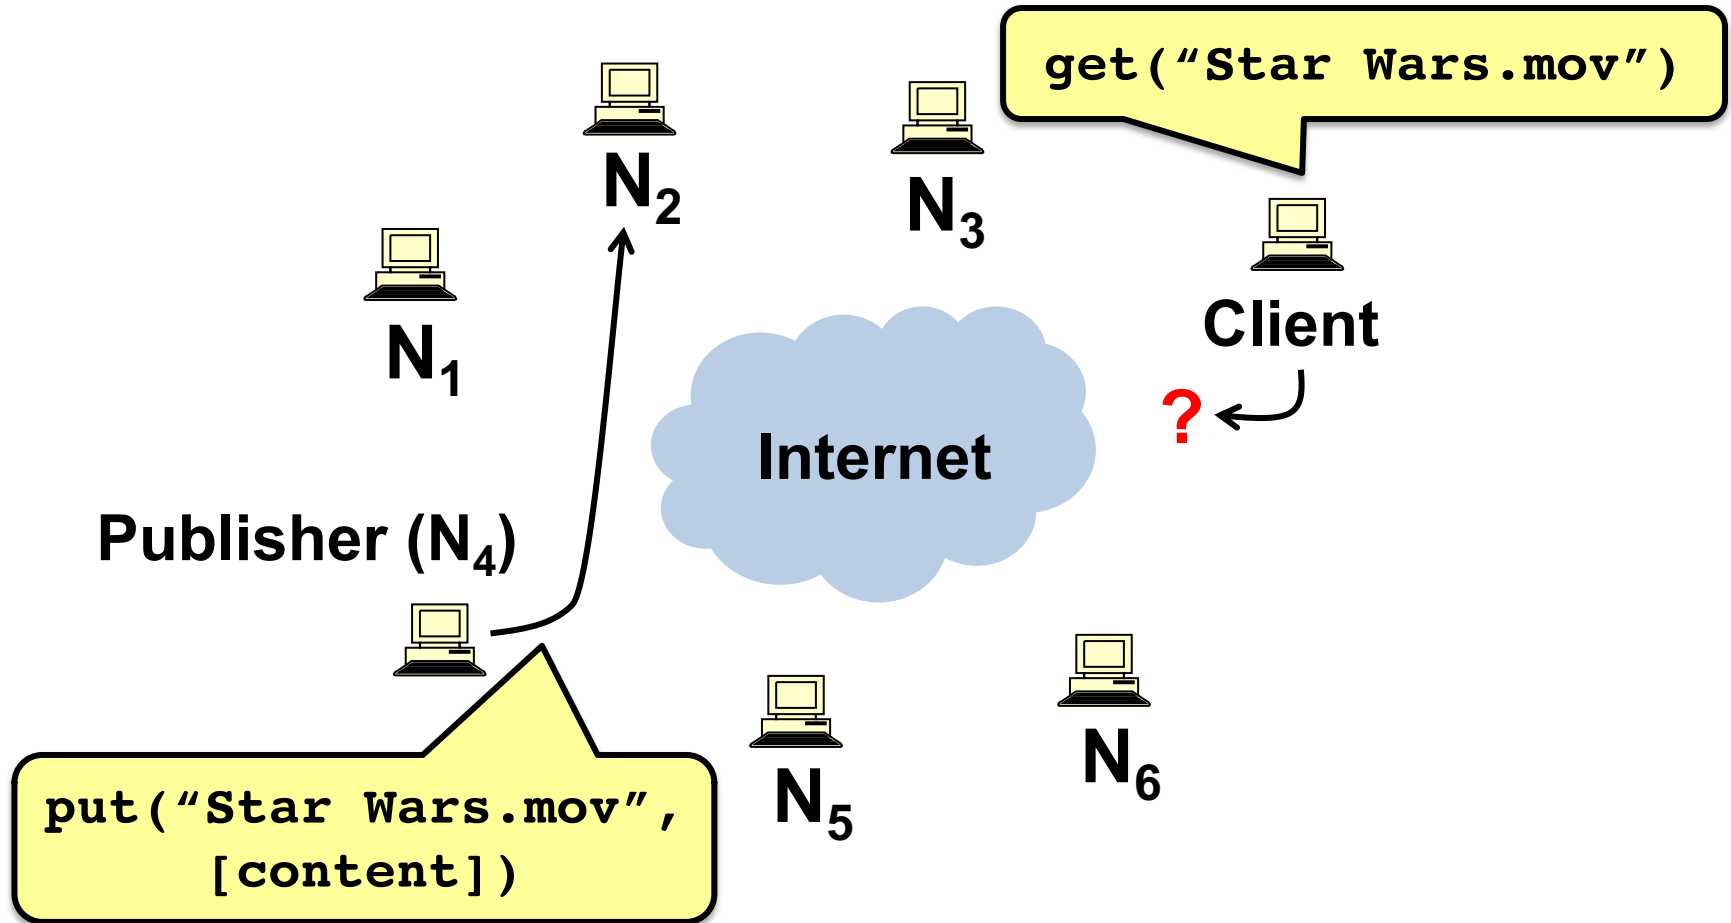 get(“Star Wars.mov”)
N2
N3
Client
N1
?
Internet
Publisher (N4)
N6
N5
put(“Star Wars.mov”,
[content])